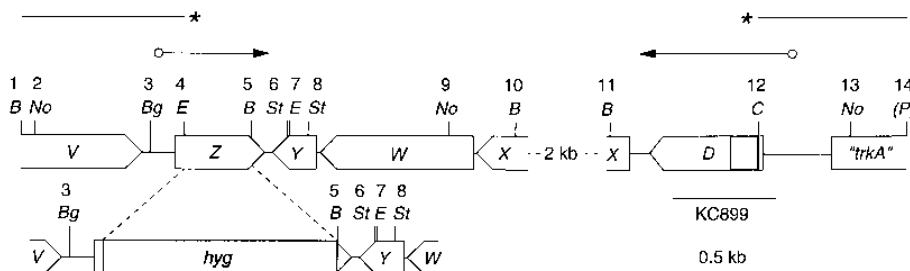 * *
1 2 3 4 5 6 7 8 9 10 11 12 13 14
B No Bg E B St E St No B B C No (P)
V Z Y W X 2 kb X D "trkA"
3 5 6 7 8 KC899
Bg B St E St
V hyg Y W 0.5 kb